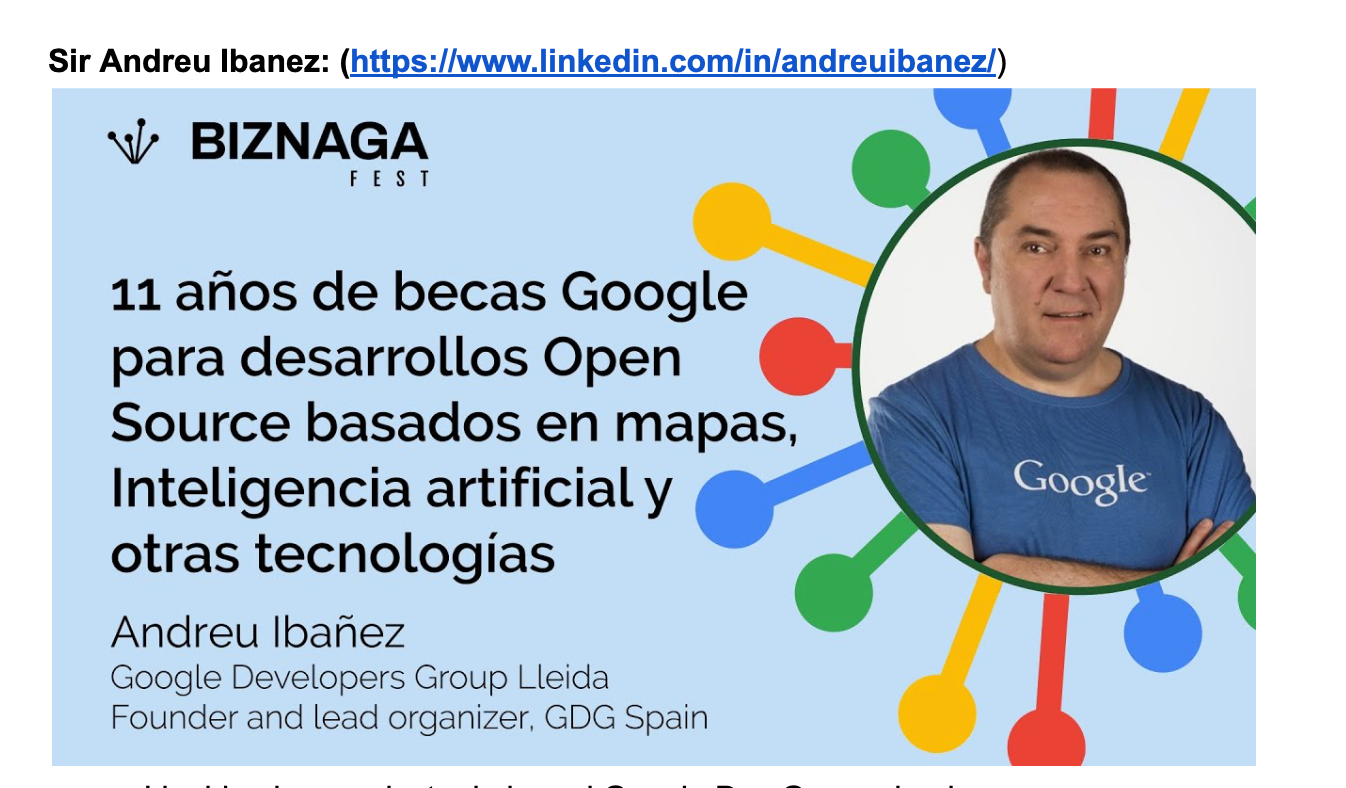 Sir Andreu Ibanez: (https://www.linkedin.com/in/andreuibanez/)
BIZNAGA
FEST
11 años de becas Google
para desarrollos Open
Source basados en mapas,
Inteligencia artificial y
otras tecnologías
Andreu Ibañez
Google Developers Group Lleida
Founder and lead organizer, GDG Spain
Google™